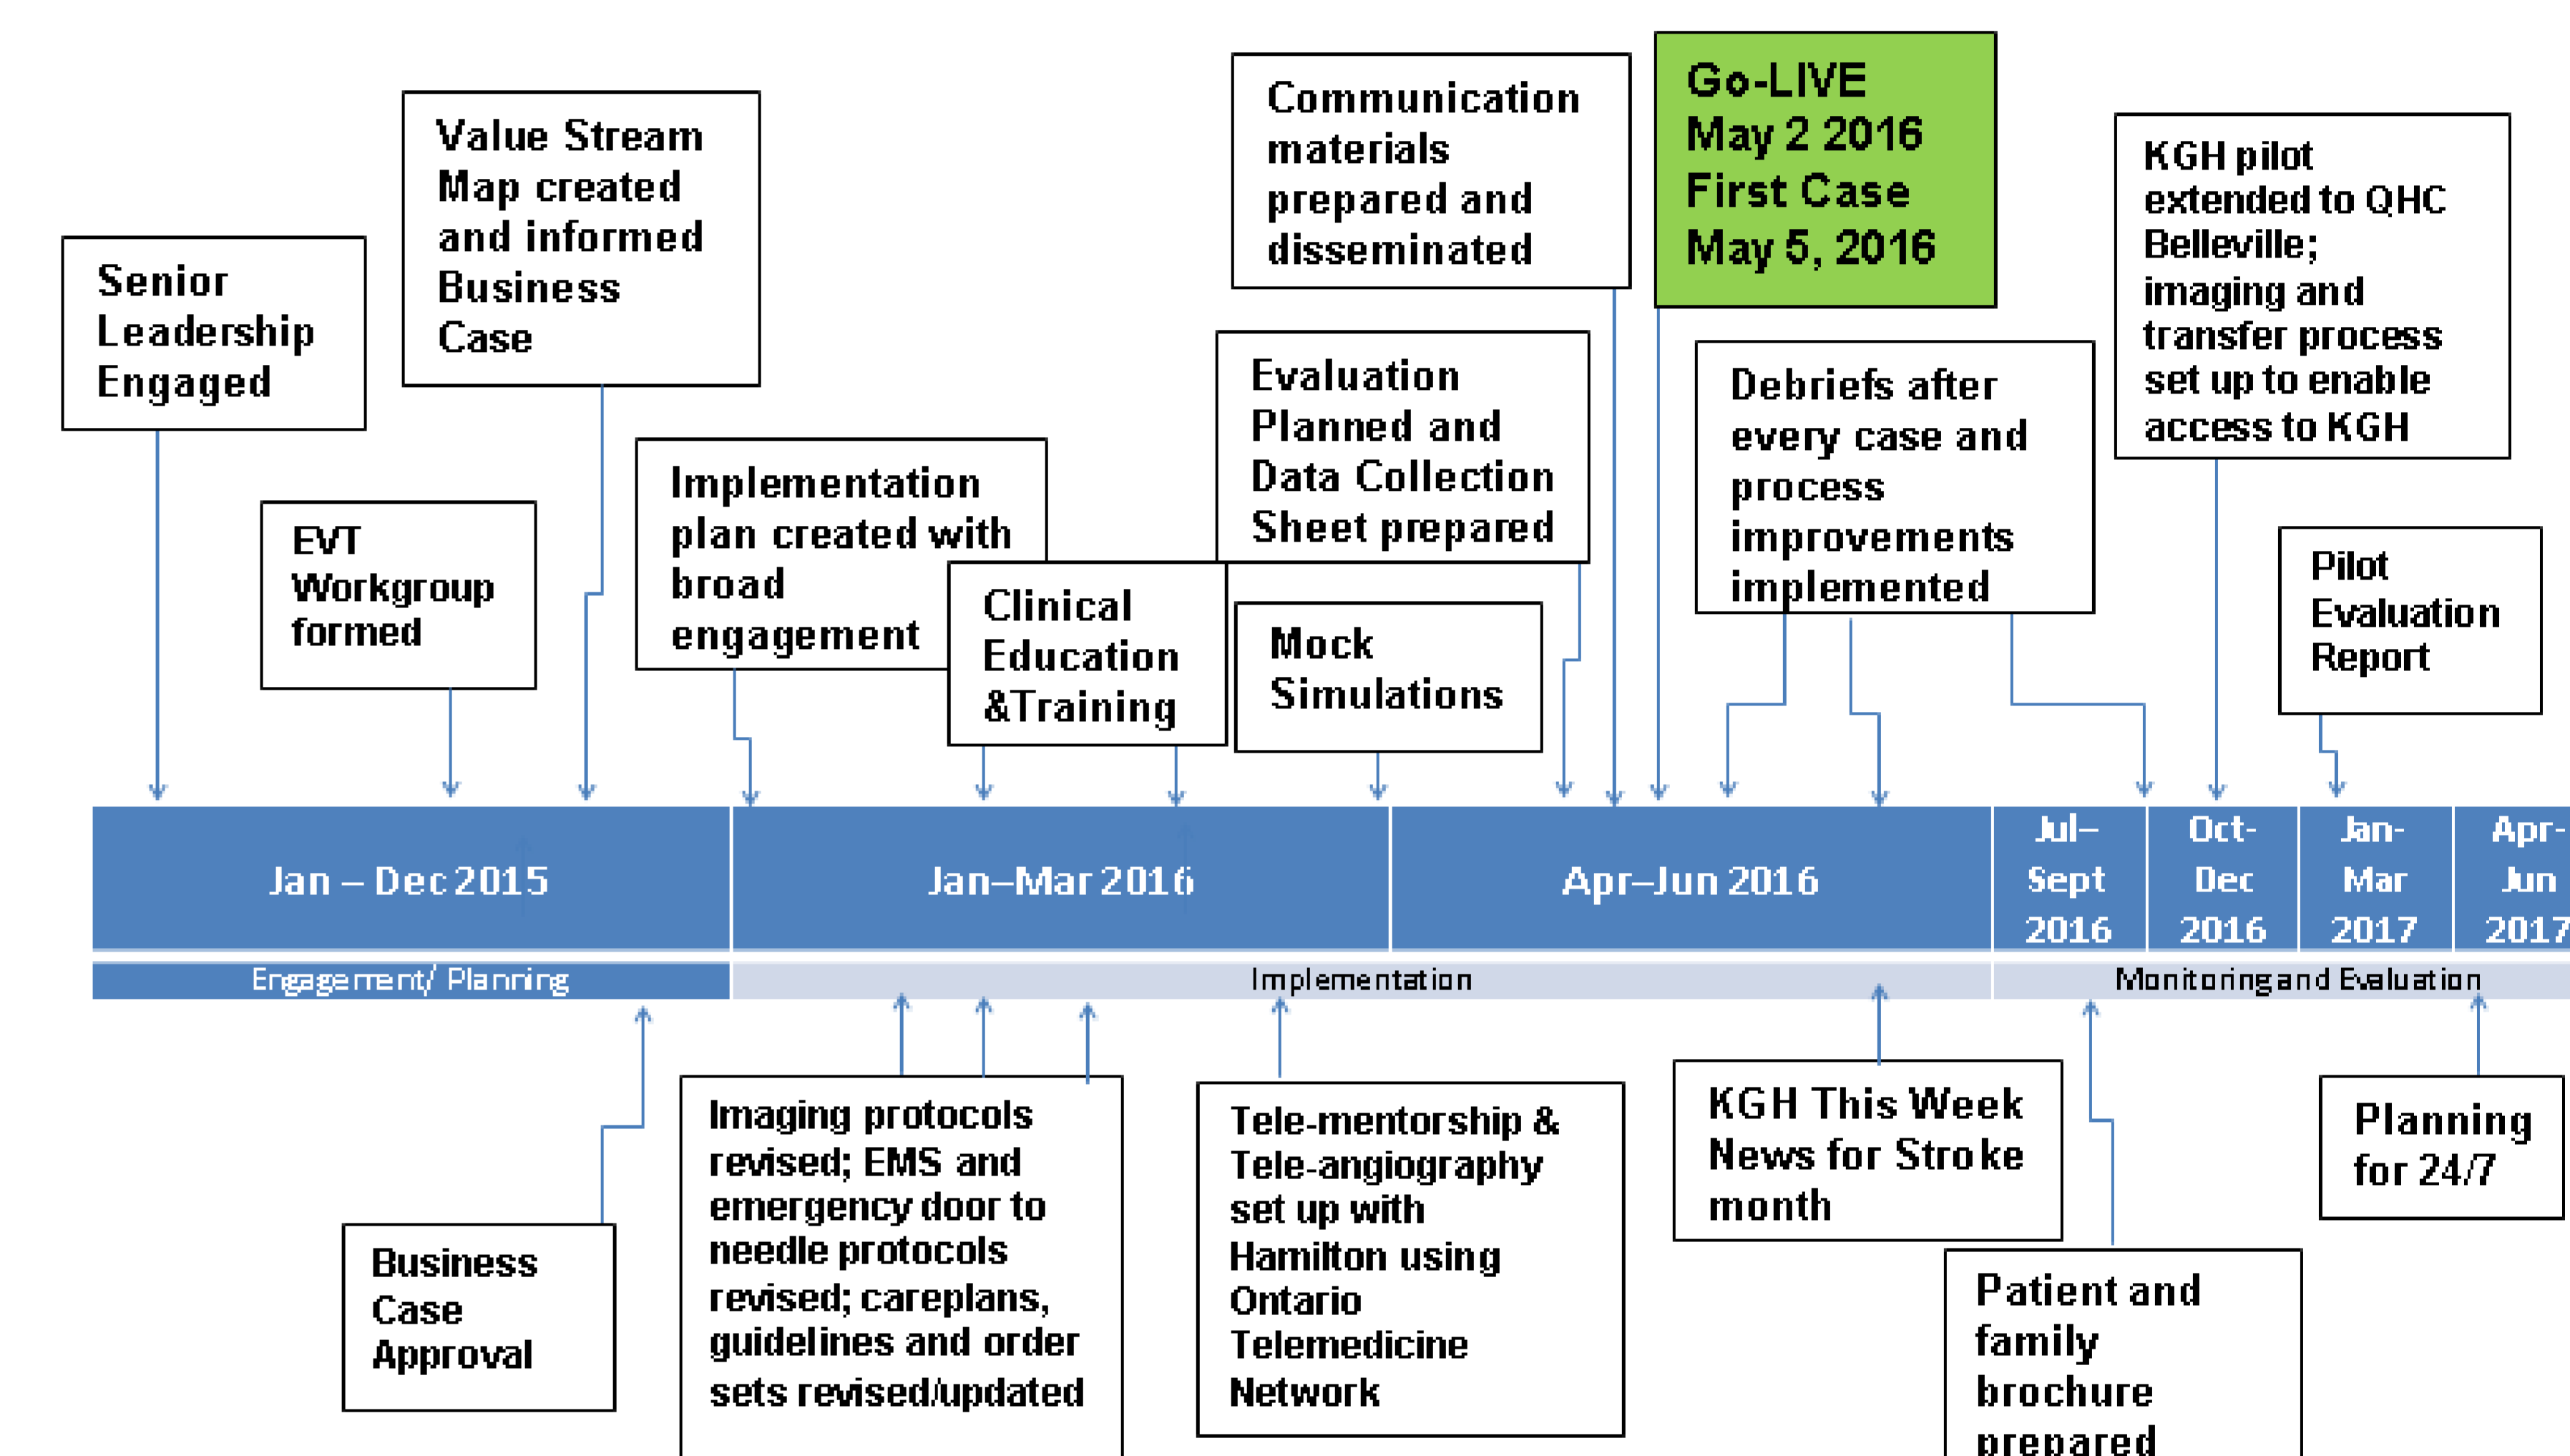 Senior
Leadership
Engaged
EVT
Workgroup
formed
Value Stream
Map created
and informed
Business
Case
Implementation
plan created with
broad
engagement
Clinical
Education
&Training
Communication
materials
prepared and
disseminated
Evaluation
Planned and
Data Collection
Sheet prepared
Mock
Simulations
Go-LIVE
May 2 2016
First Case
May 5, 2016
Debriefs after
every case and
process
improvements
implemented
KGH pilot
extended to QHC
Belleville;
imaging and
transfer process
set up to enable
access to KGH
Pilot
Evaluation
Report
Jan – Dec 2015
Jan–Mar 2016
Apr–Jun 2016
Jul–
Sept
2016
Oct-
Dec
2016
Jan-
Mar
2017
Apr-
Jun
2017
Engagement/ Planning
Implementation
Monitoring and Evaluation
Business
Case
Approval
Imaging protocols
revised; EMS and
emergency door to
needle protocols
revised; careplans,
guidelines and order
sets revised/updated
Tele-mentorship &
Tele-angiography
set up with
Hamilton using
Ontario
Telemedicine
Network
KGH This Week
News for Stroke
month
Patient and
family
brochure
prepared
Planning
for 24/7